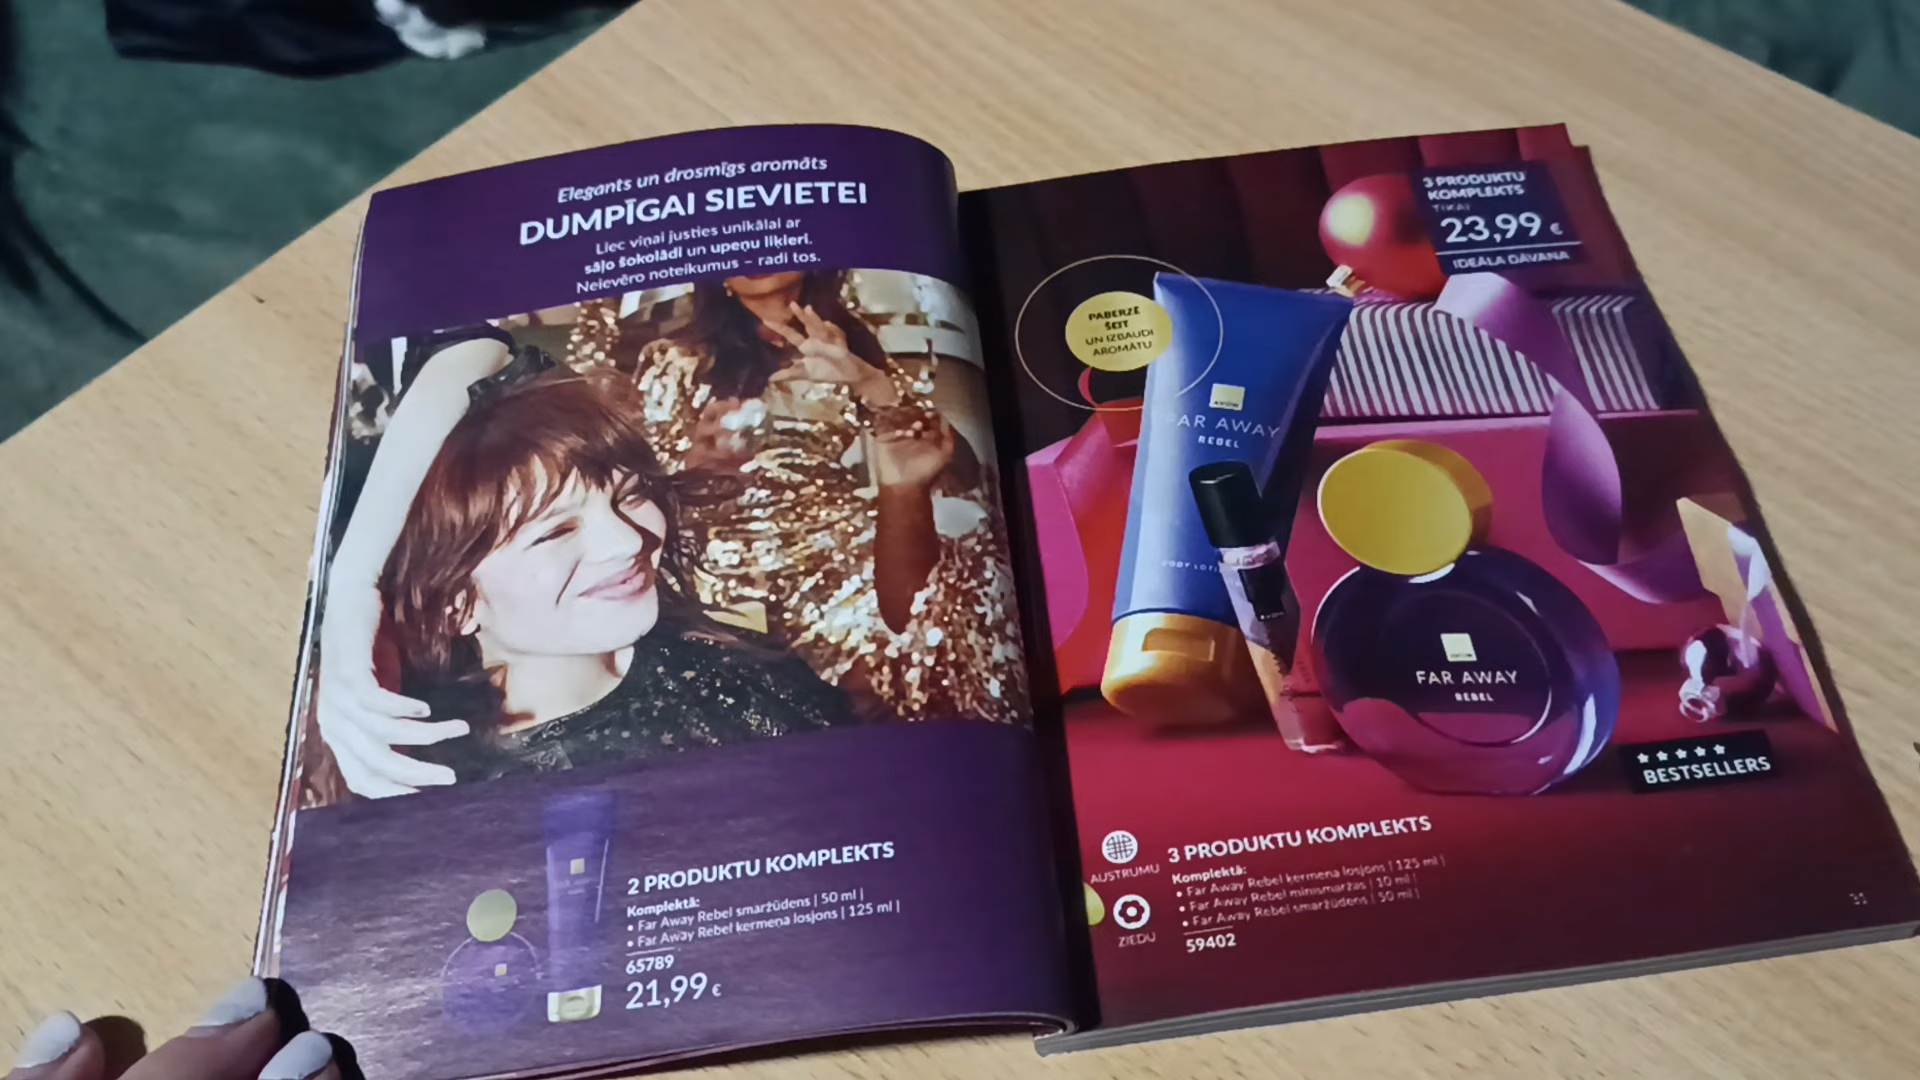 Elegants un drosmīgs aromāts
DUMPĪGAI SIEVIETEI
Liec viņai justies unikālai ar
sāļo šokolādi un upeņu liķieri.
Neievēro noteikumus – radi tos.
2 PRODUKTU KOMPLEKTS
Komplektā:
• Far Away Rebel smaržūdens | 50 ml |
• Far Away Rebel ķermeņa losjons | 125 ml |
65789
21,99 €
3 PRODUKTU
KOMPLEKTS
TIKAI
23,99 €
IDEĀLA DĀVANA
PABERZĒ
ŠEIT
UN IZBAUDI
AROMĀTU
AVON
FAR AWAY
REBEL
BODY LOTION
AVON
FAR AWAY
REBEL
★★★★★
BESTSELLERS
AUSTRUMU
ZIEDU
3 PRODUKTU KOMPLEKTS
Komplektā:
• Far Away Rebel ķermeņa losjons | 125 ml |
• Far Away Rebel minismaržas | 10 ml |
• Far Away Rebel smaržūdens | 50 ml |
59402